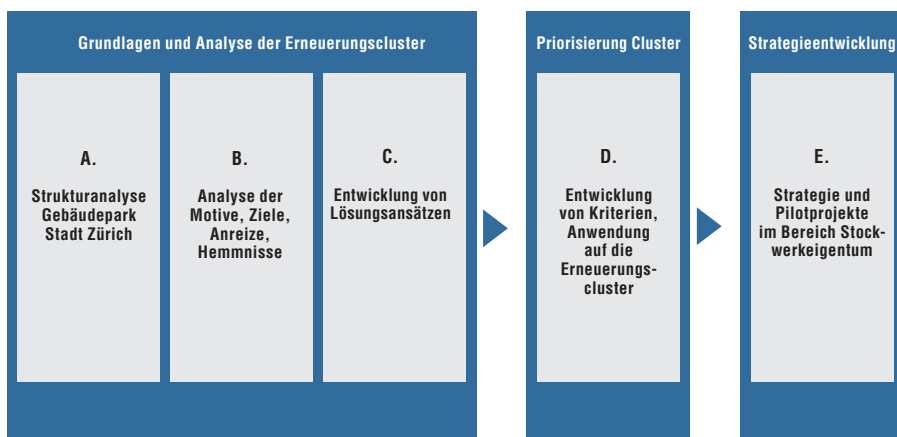 Grundlagen und Analyse der Erneuerungscluster
A.
Strukturanalyse
Gebäudepark
Stadt Zürich
B.
Analyse der
Motive, Ziele,
Anreize,
Hemmnisse
C.
Entwicklung von
Lösungsansätzen
Priorisierung Cluster
D.
Entwicklung
von Kriterien,
Anwendung
auf die
Erneuerungs-
cluster
Strategieentwicklung
E.
Strategie und
Pilotprojekte
im Bereich Stock-
werkeigentum